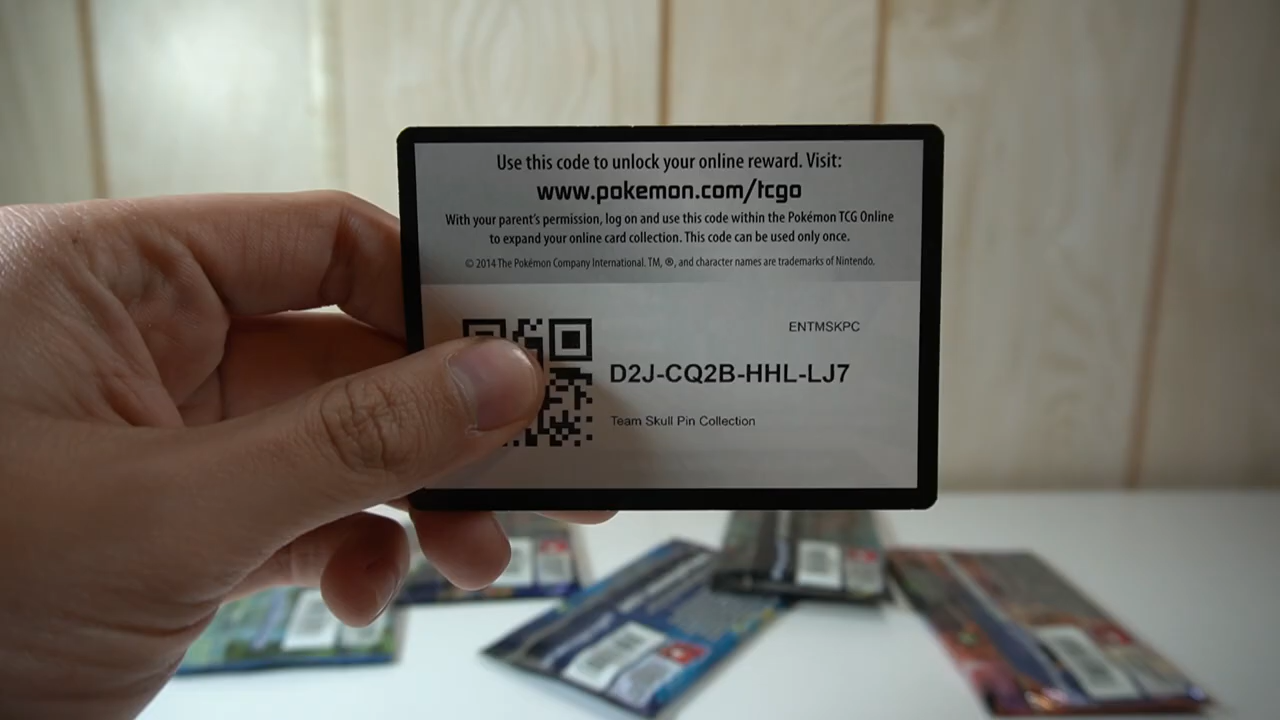 Use this code to unlock your online reward. Visit:
www.pokemon.com/tcgo
With your parent's permission, log on and use this code within the Pokémon TCG Online
to expand your online card collection. This code can be used only once.
© 2014 The Pokémon Company International. TM, ®, and character names are trademarks of Nintendo.
ENTMSKPC
D2J-CQ2B-HHL-LJ7
Team Skull Pin Collection